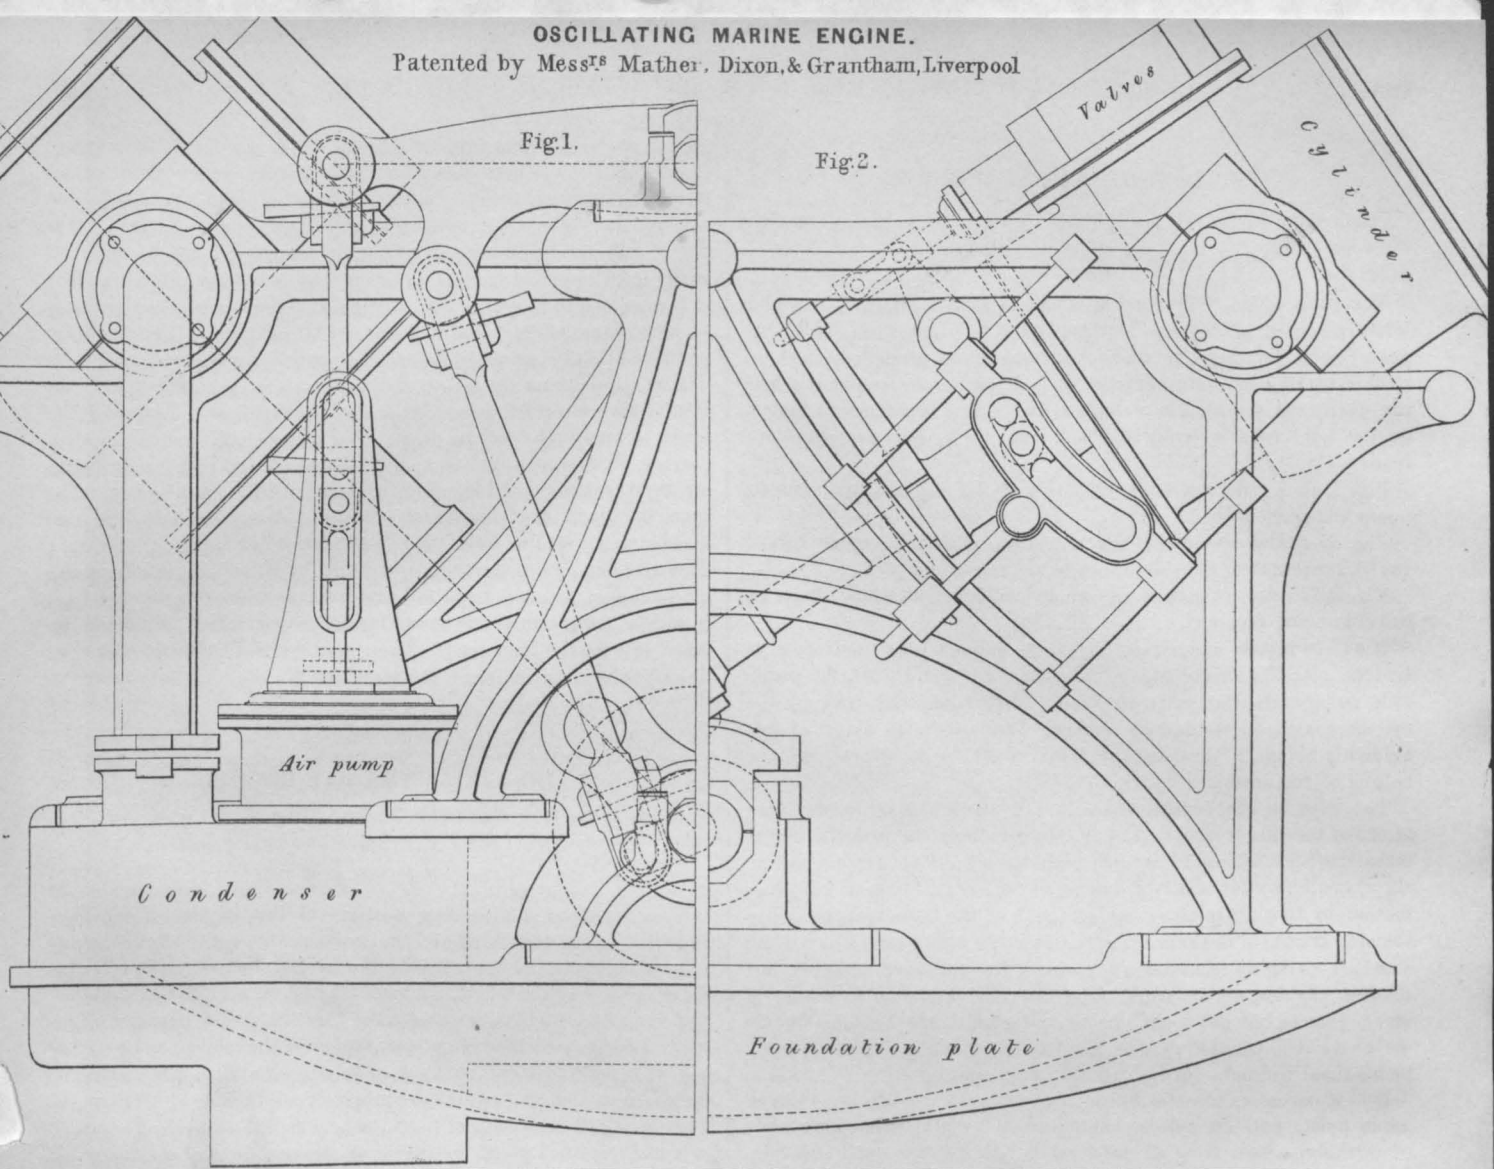 OSCILLATING MARINE ENGINE.
Patented by Messrs. Mather, Dixon, & Grantham, Liverpool
Fig. 1.
Fig. 2.
Valves
Cylinder
Air pump
Condenser
Foundation plate